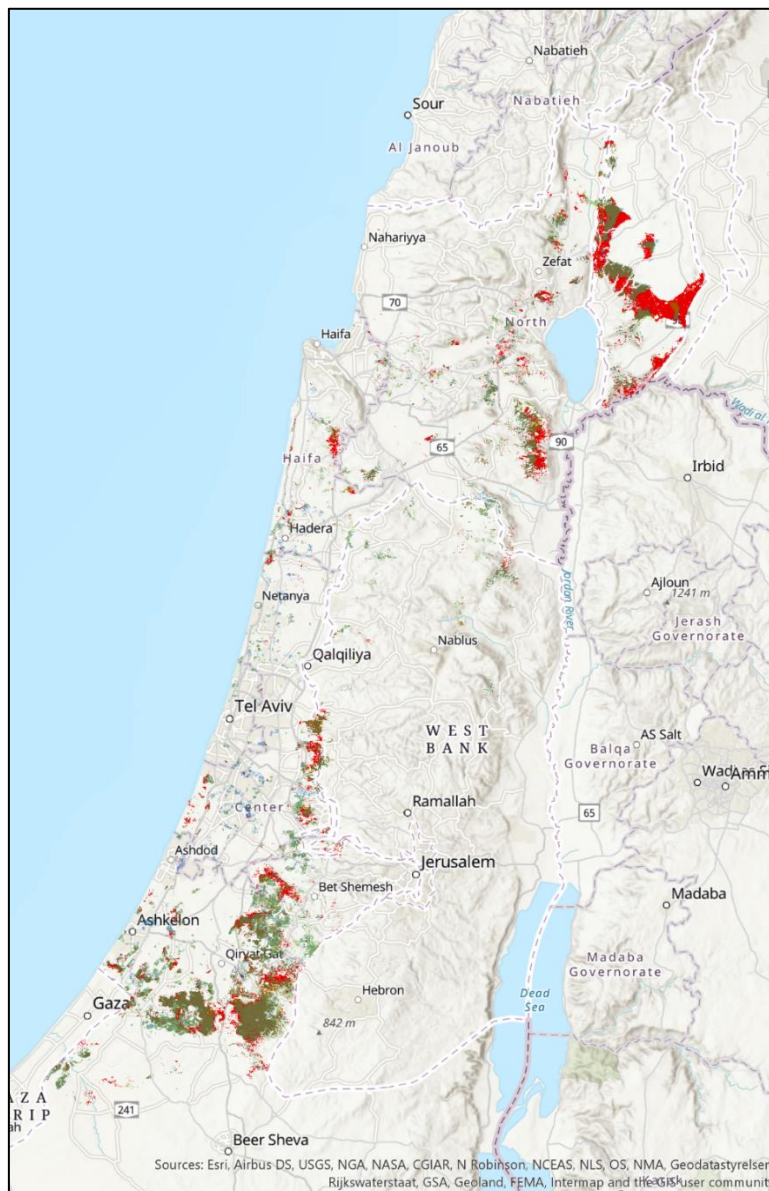 Nabatieh
Sour
Nabatieh
Al Janoub
Nahariyya
Zefat
70
North
Haifa
90
65
Haifa
Irbid
Hadera
Ajloun
1241 m
Jordan River
Netanya
Jerash
Governorate
Nablus
Qalqiliya
Tel Aviv
WEST
BANK
AS Salt
Balqa
Governorate
Ramallah
65
Center
Ashdod
Jerusalem
Bet Shemesh
Madaba
Ashkelon
Qiryat Gat
Madaba
Governorate
Hebron
Dead
Sea
Gaza
842 m
241
Beer Sheva
Sources: Esri, Airbus DS, USGS, NGA, NASA, CGIAR, N Robinson, NCEAS, NLS, OS, NMA, Geodatastyrelsen
Rijkswaterstaat, GSA, Geoland, FEMA, Intermap and the GIS user communit